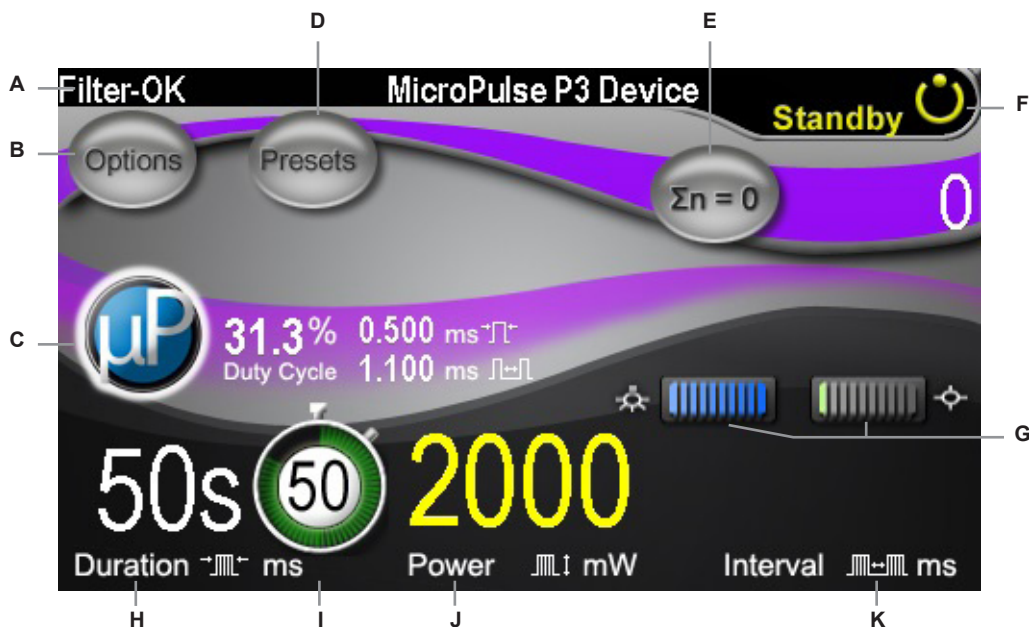 D
E
A
Filter-OK
MicroPulse P3 Device
Standby
F
B
Options
Presets
Σn = 0
0
C
µP
31.3%
0.500 ms
Duty Cycle
1.100 ms
G
50s
50
2000
Duration ms
Power mW
Interval ms
H
I
J
K